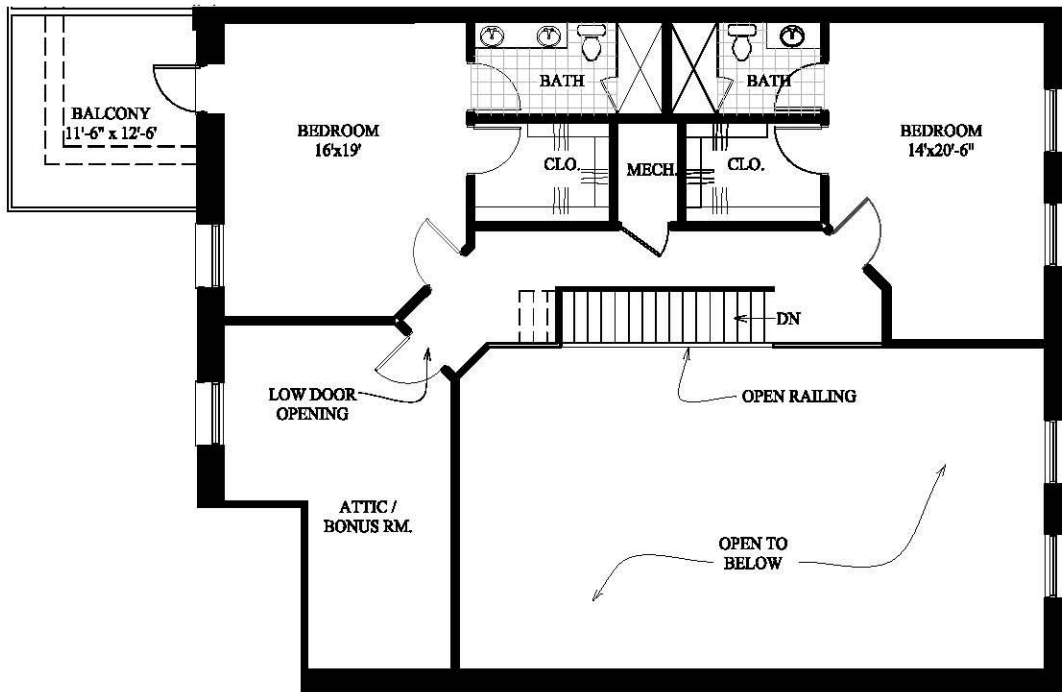 BALCONY
11'-6" x 12'-6'
BEDROOM
16'x19'
BATH
BATH
BEDROOM
14'x20'-6"
CLO.
MECH.
CLO.
DN
LOW DOOR
OPENING
OPEN RAILING
ATTIC /
BONUS RM.
OPEN TO
BELOW